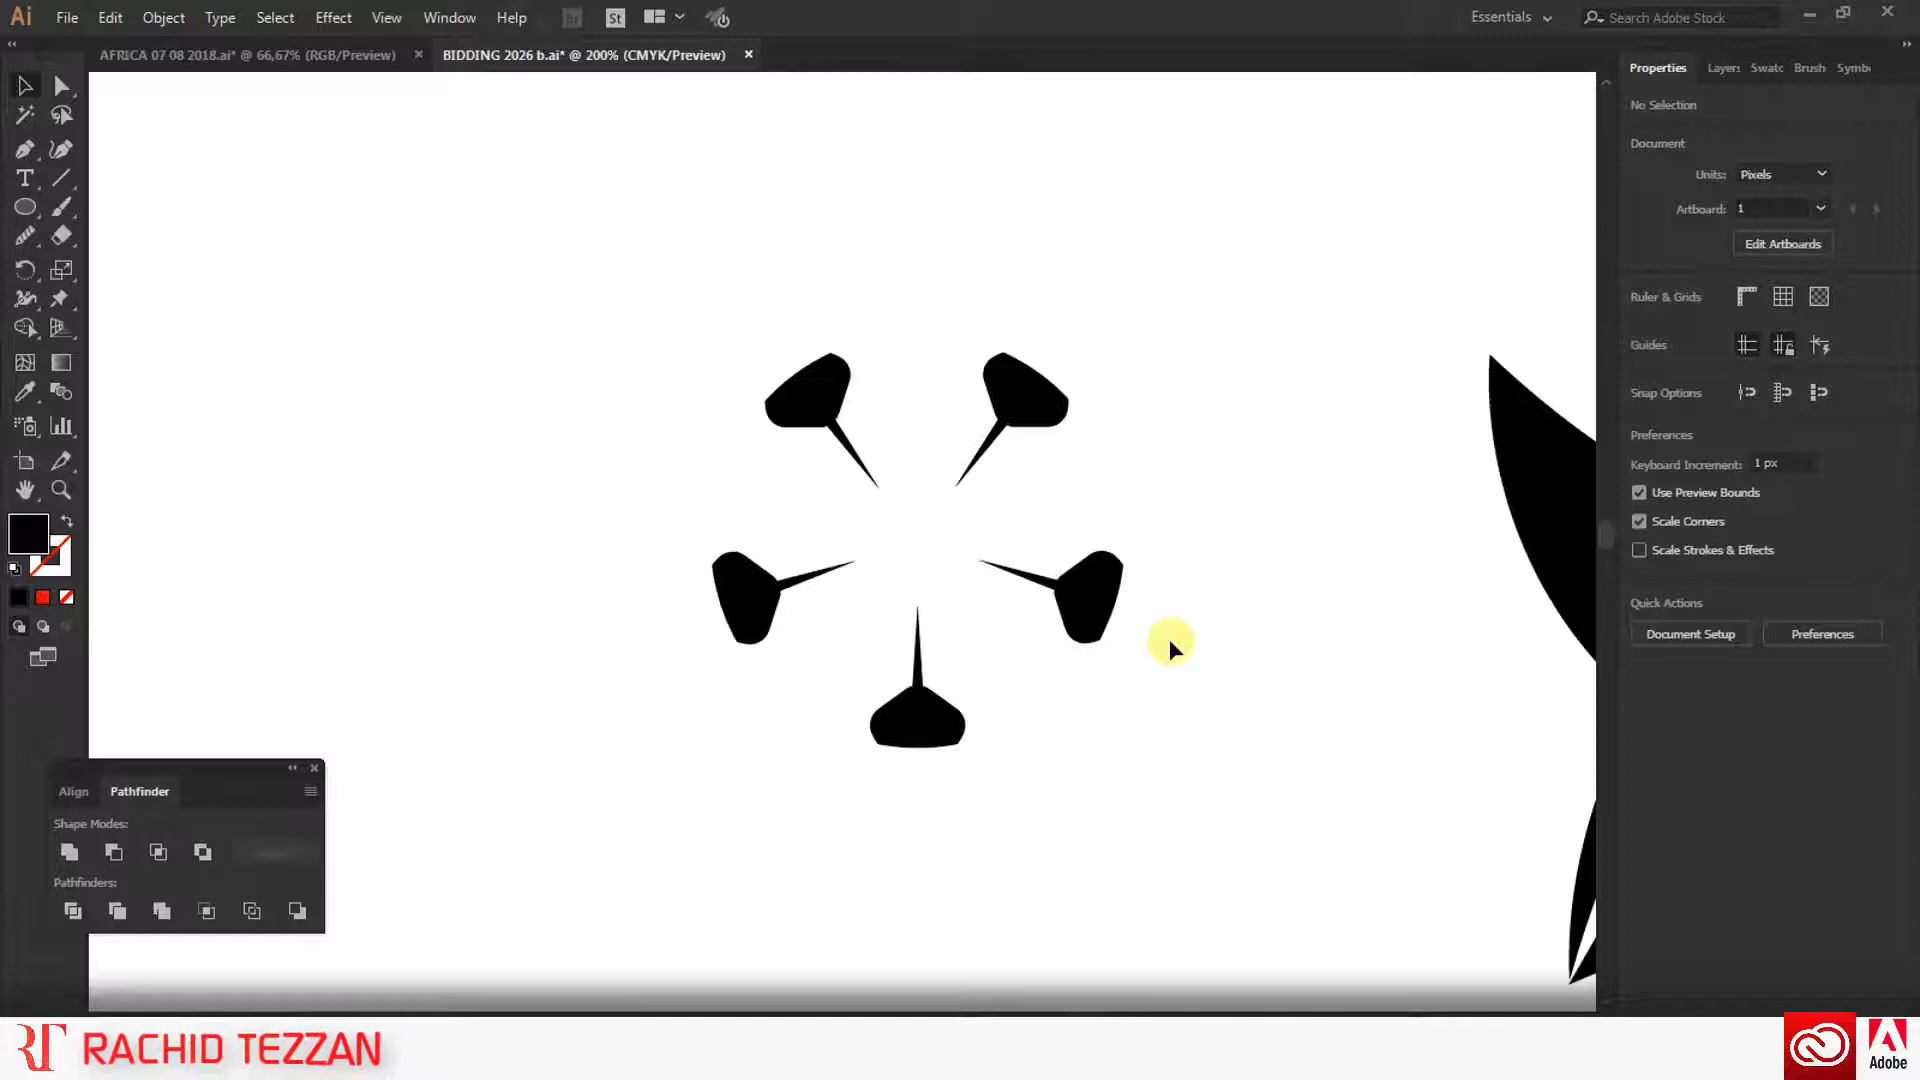 Ai File Edit Object Type Select Effect View Window Help Br St Essentials Search Adobe Stock
AFRICA 07 08 2018.ai* @ 66,67% (RGB/Preview) × BIDDING 2026 b.ai* @ 200% (CMYK/Preview) ×
Properties Layers Swatc Brush Symb
No Selection
Document
Units: Pixels
Artboard: 1
Edit Artboards
Ruler & Grids
Guides
Snap Options
Preferences
Keyboard Increment: 1 px
Use Preview Bounds
Scale Corners
Scale Strokes & Effects
Quick Actions
Document Setup Preferences
Align Pathfinder
Shape Modes:
Pathfinders:
RT RACHID TEZZAN
Adobe